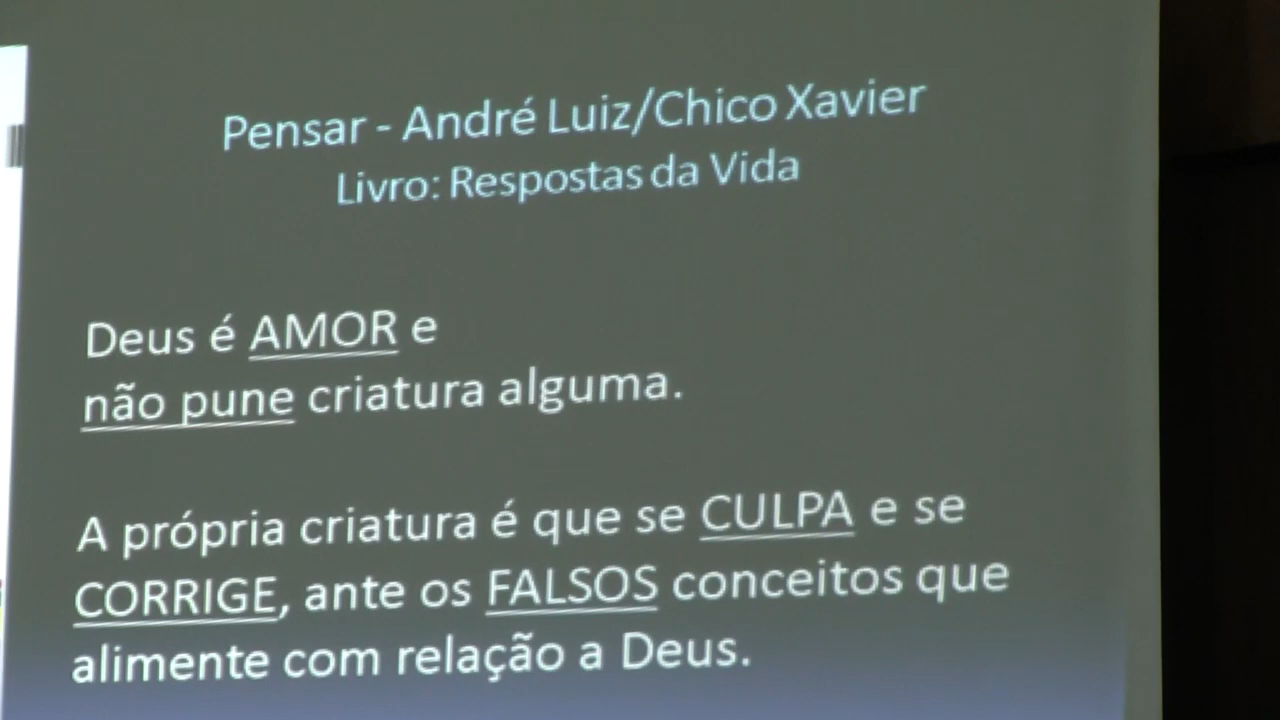 Pensar - André Luiz/Chico Xavier
Livro: Respostas da Vida
Deus é AMOR e
não pune criatura alguma.
A própria criatura é que se CULPA e se
CORRIGE, ante os FALSOS conceitos que
alimente com relação a Deus.